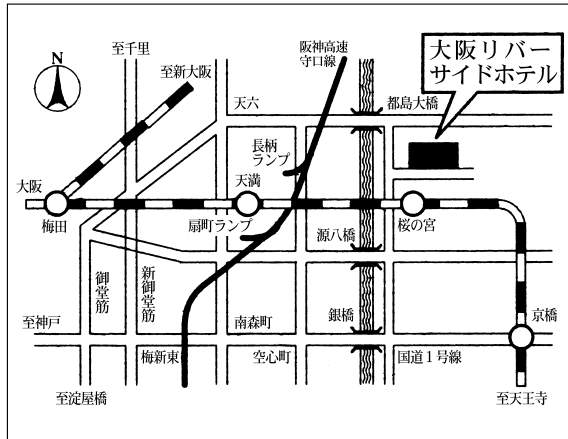 N
至千里
至新大阪
阪神高速
守口線
大阪リバー
サイドホテル
天六
都島大橋
長柄
ランプ
大阪
梅田
天満
扇町ランプ
源八橋
桜の宮
御堂筋
新御堂筋
至神戸
南森町
銀橋
京橋
梅新東
空心町
国道1号線
至淀屋橋
至天王寺